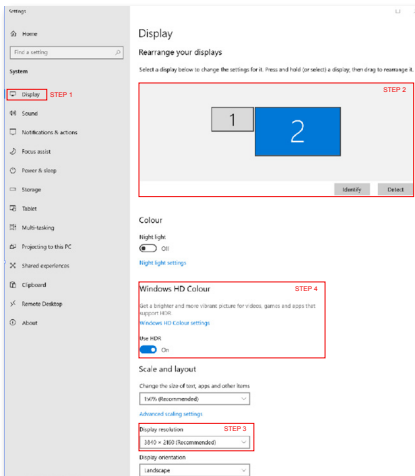 Settings
Home
Find a setting
System
Display STEP 1
Sound
Notifications & actions
Focus assist
Power & sleep
Storage
Tablet
Multi-tasking
Projecting to this PC
Shared experiences
Clipboard
Remote Desktop
About
Display
Rearrange your displays
Select a display below to change the settings for it. Press and hold (or select) a display, then drag to rearrange it.
STEP 2
1
2
Identify Detect
Colour
Night light
Off
Night light settings
Windows HD Colour STEP 4
Get a brighter and more vibrant picture for videos, games and apps that
support HDR.
Windows HD Colour settings
Use HDR
On
Scale and layout
Change the size of text, apps and other items
150% (Recommended)
Advanced scaling settings
Display resolution STEP 3
3840 × 2160 (Recommended)
Display orientation
Landscape